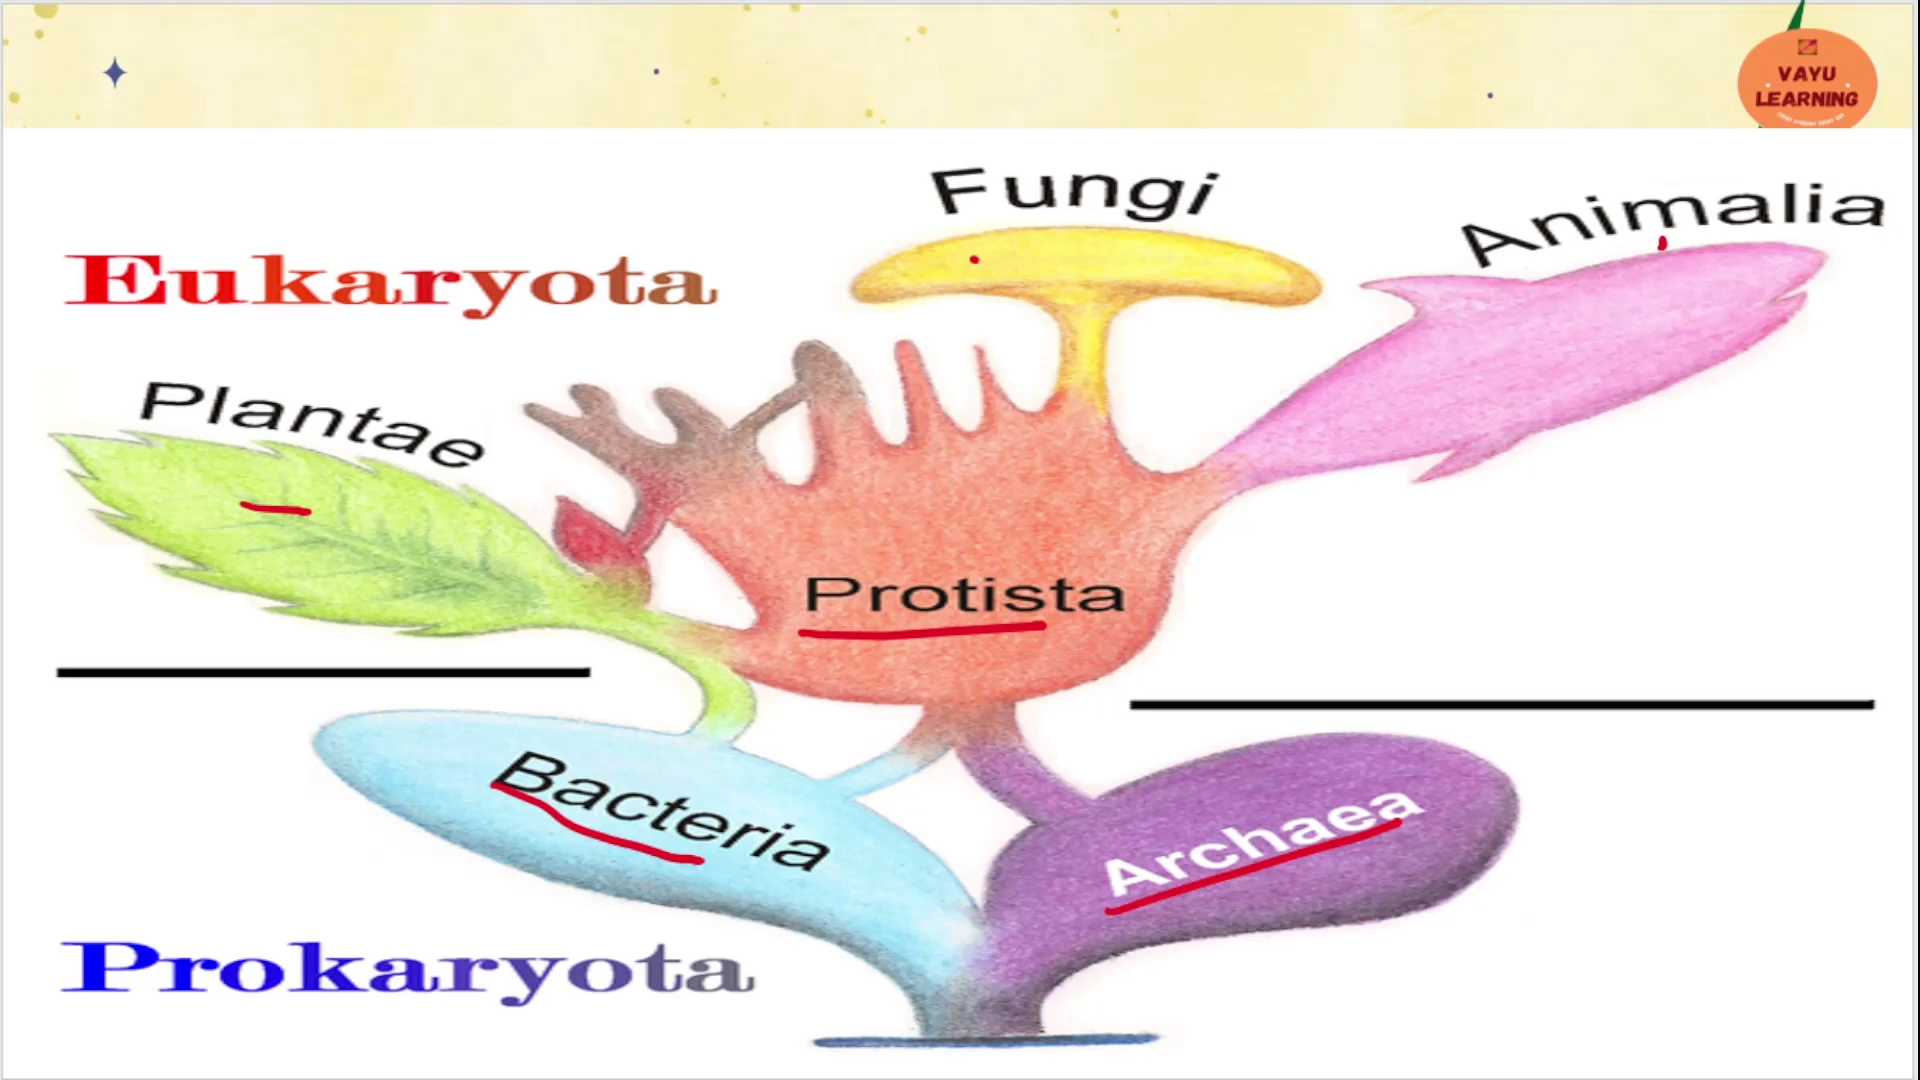 VAYU
LEARNING
Fungi
Animalia
Eukaryota
Plantae
Protista
Bacteria
Archaea
Prokaryota